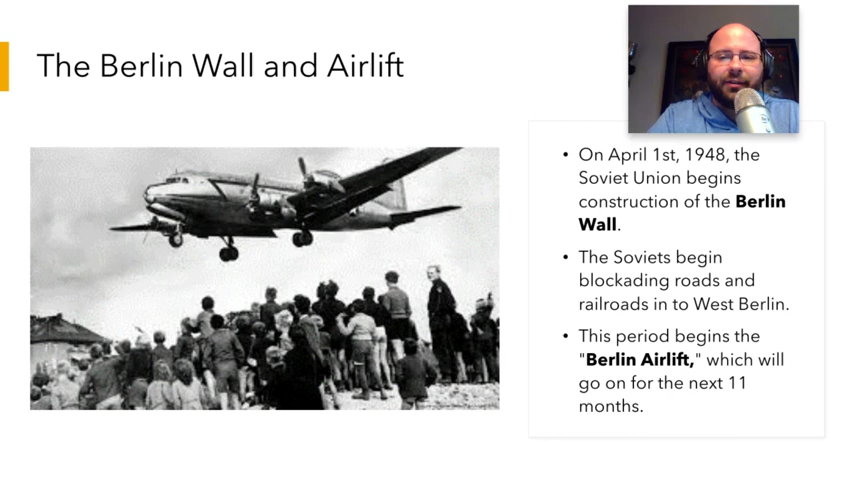 The Berlin Wall and Airlift
• On April 1st, 1948, the
Soviet Union begins
construction of the Berlin
Wall.
• The Soviets begin
blockading roads and
railroads in to West Berlin.
• This period begins the
"Berlin Airlift," which will
go on for the next 11
months.